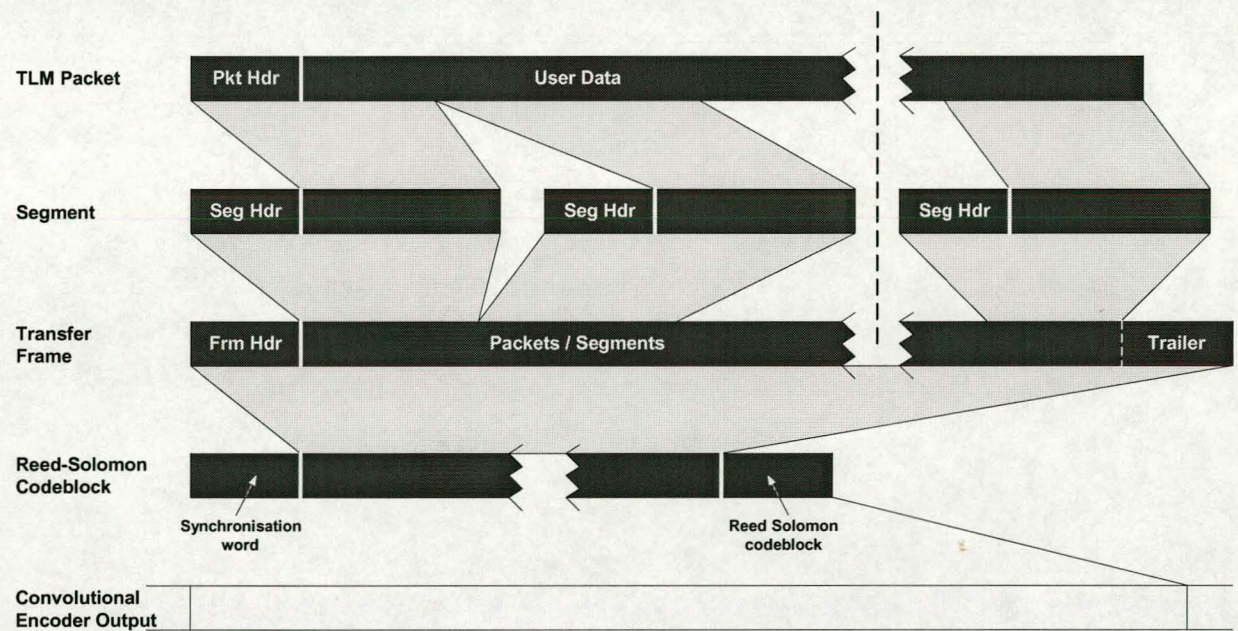 TLM Packet
Pkt Hdr
User Data
Segment
Seg Hdr
Seg Hdr
Seg Hdr
Transfer
Frame
Frm Hdr
Packets / Segments
Trailer
Reed-Solomon
Codeblock
Synchronisation
word
Reed Solomon
codeblock
Convolutional
Encoder Output